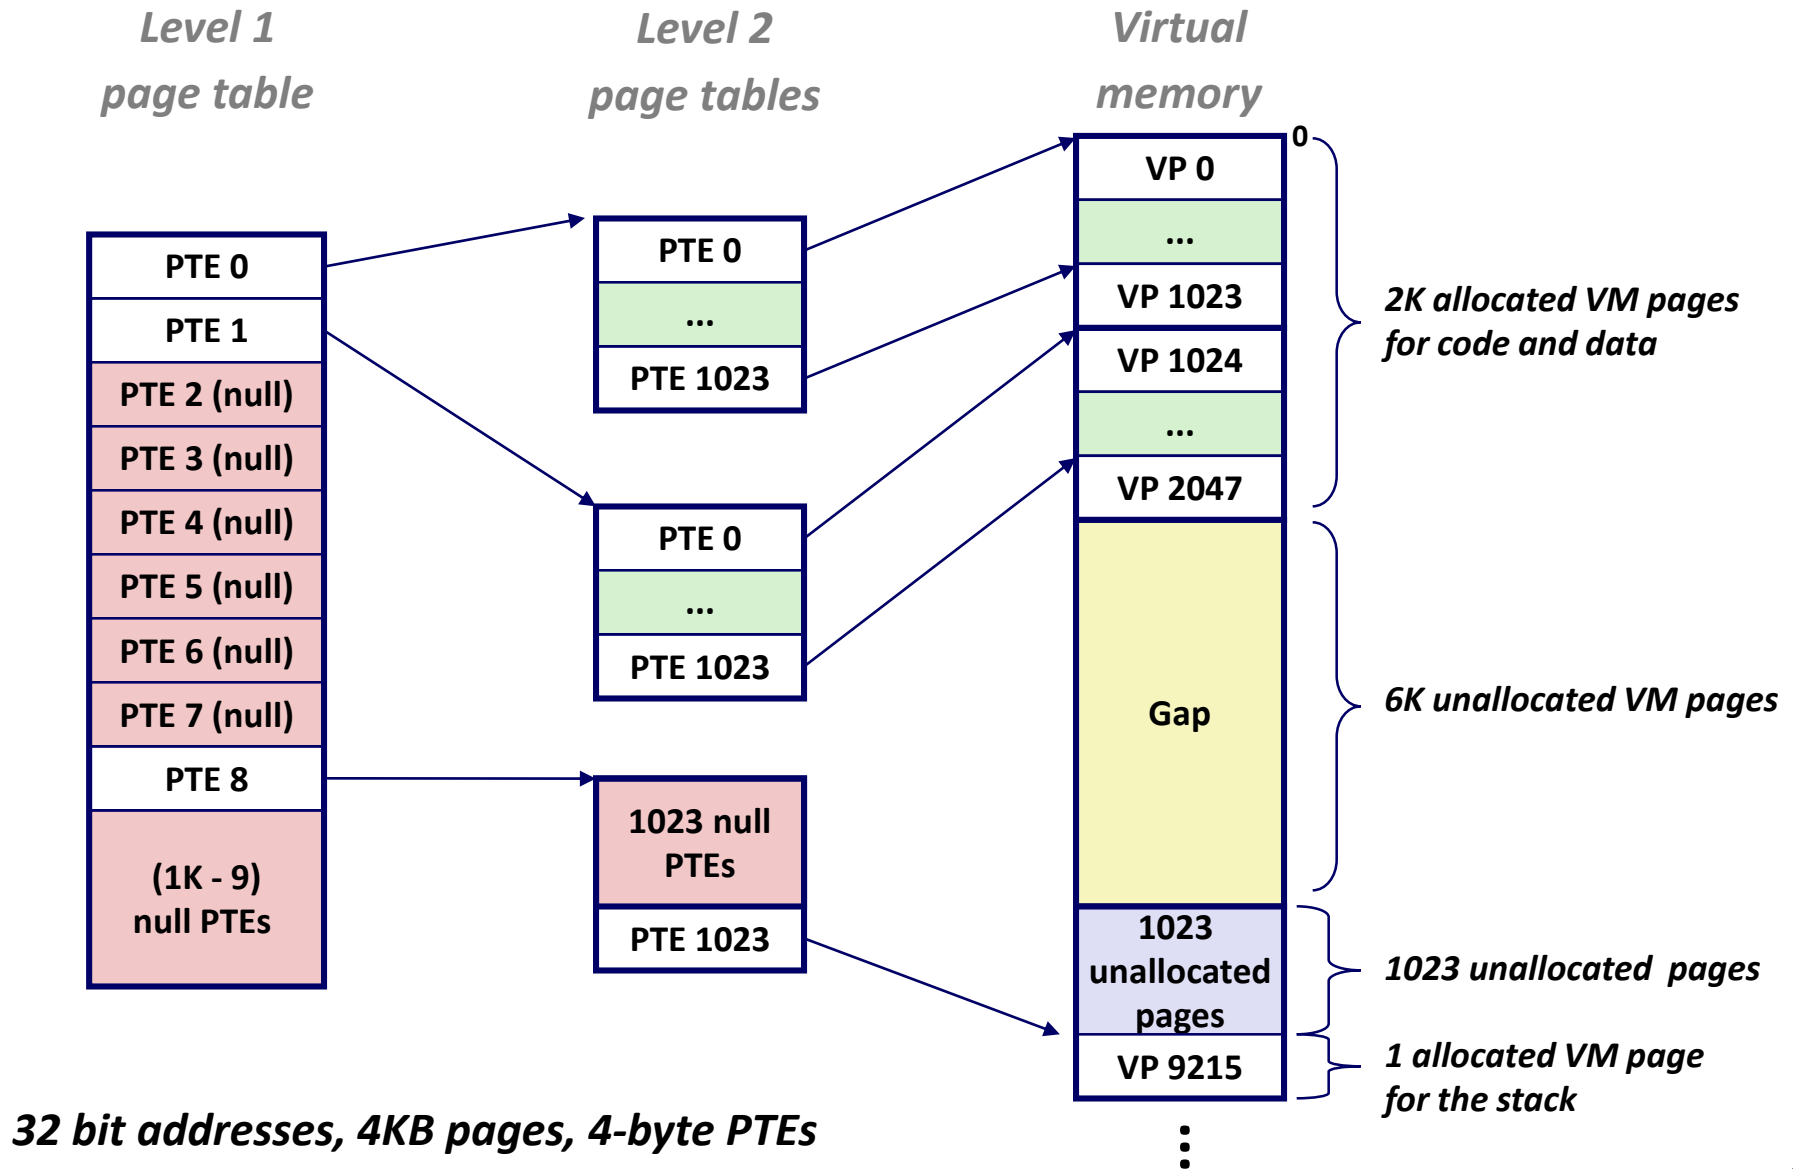 Level 1
page table
Level 2
page tables
Virtual
memory
PTE 0
PTE 1
PTE 2 (null)
PTE 3 (null)
PTE 4 (null)
PTE 5 (null)
PTE 6 (null)
PTE 7 (null)
PTE 8
(1K - 9)
null PTEs
PTE 0
...
PTE 1023
PTE 0
...
PTE 1023
1023 null
PTEs
PTE 1023
0
VP 0
...
VP 1023
VP 1024
...
VP 2047
Gap
1023
unallocated
pages
VP 9215
2K allocated VM pages
for code and data
6K unallocated VM pages
1023 unallocated  pages
1 allocated VM page
for the stack
32 bit addresses, 4KB pages, 4-byte PTEs